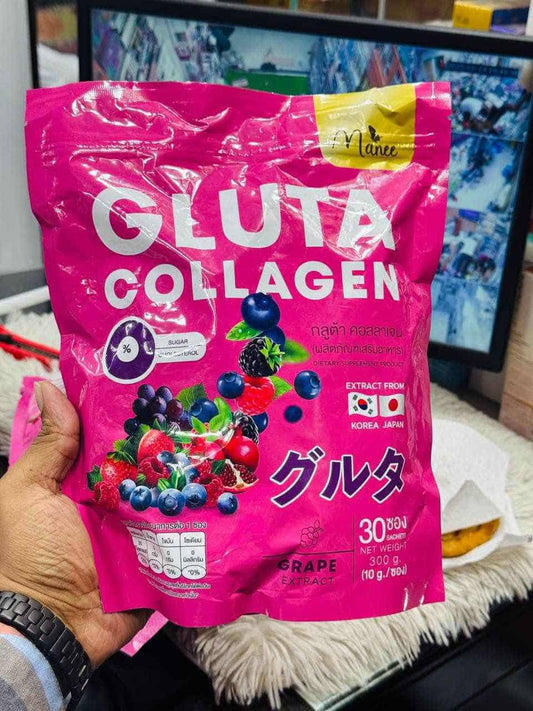 Manee
GLUTA
COLLAGEN
%
SUGAR
กลูต้า คอลลาเจน
(ผลิตภัณฑ์เสริมอาหาร)
DIETARY SUPPLEMENT PRODUCT
EXTRACT FROM
KOREA JAPAN
グルタ
30 ซอง
SACHETS
NET WEIGHT
300 g.
(10 g./ซอง)
GRAPE
EXTRACT